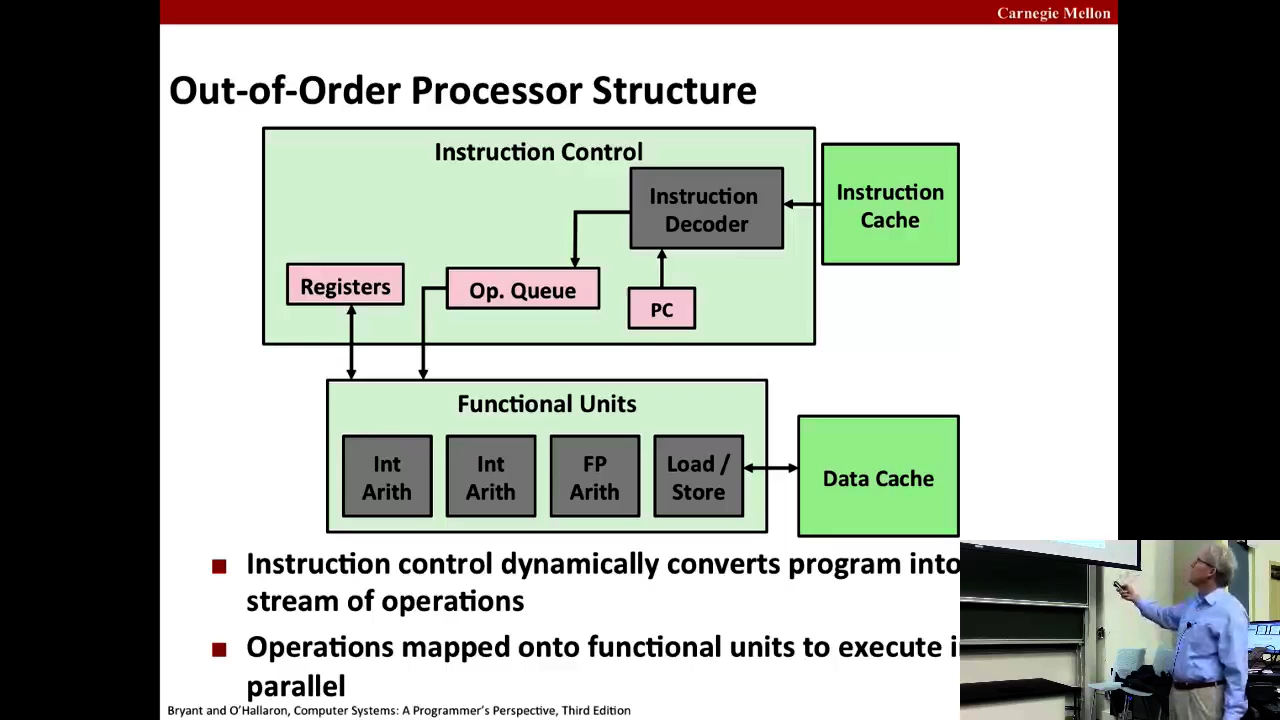 Carnegie Mellon
Out-of-Order Processor Structure
Instruction Control
Instruction
Decoder
Instruction
Cache
Registers
Op. Queue
PC
Functional Units
Int
Arith
Int
Arith
FP
Arith
Load /
Store
Data Cache
Instruction control dynamically converts program into
stream of operations
Operations mapped onto functional units to execute i
parallel
Bryant and O'Hallaron, Computer Systems: A Programmer's Perspective, Third Edition